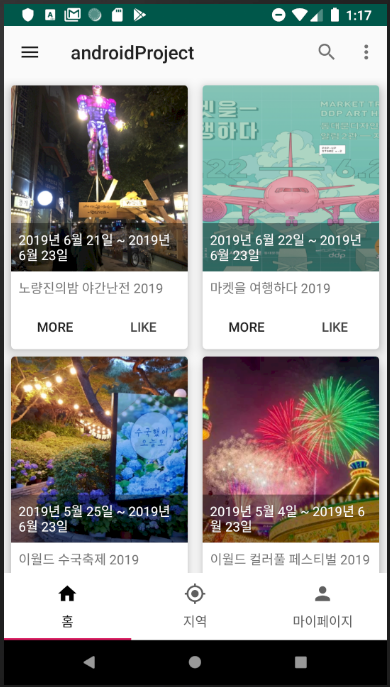 1:17
androidProject
켓을
행하다
MARKET TR
DDP ART H
2019년 6월 21일 ~ 2019년
6월 23일
2019년 6월 22일 ~ 2019년
6월 23일
노량진의밤 야간난전 2019
마켓을 여행하다 2019
MORE
LIKE
MORE
LIKE
수국앞에,
오늘도
2019년 5월 25일 ~ 2019년
6월 23일
2019년 5월 4일 ~ 2019년 6
월 23일
이월드 수국축제 2019
이월드 컬러풀 페스티벌 2019
홈
지역
마이페이지